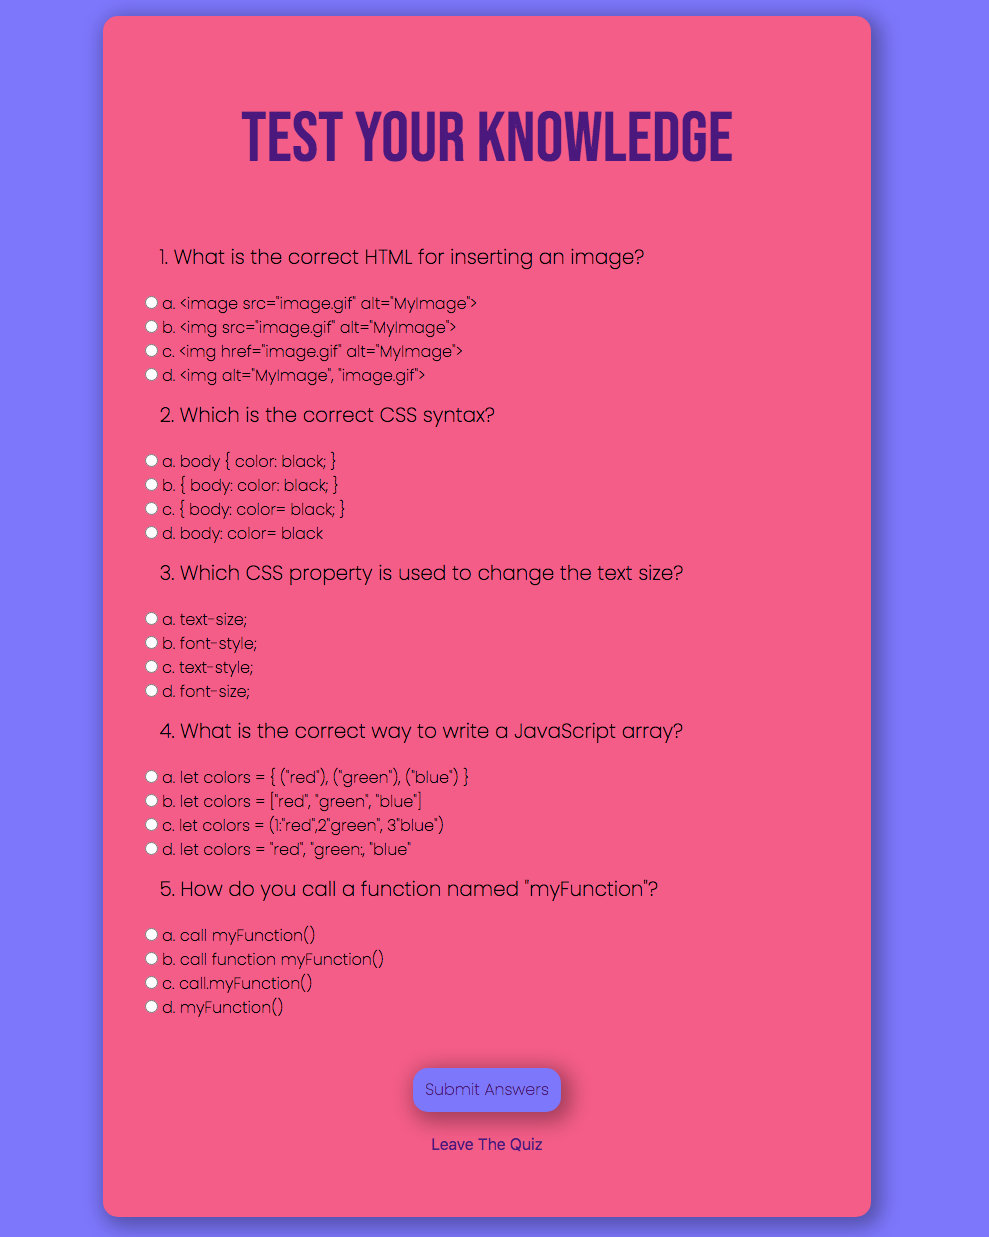 TEST YOUR KNOWLEDGE
1. What is the correct HTML for inserting an image?
a. <image src="image.gif" alt="MyImage">
b. <img src="image.gif" alt="MyImage">
c. <img href="image.gif" alt="MyImage">
d. <img alt="MyImage", "image.gif">
2. Which is the correct CSS syntax?
a. body { color: black; }
b. { body: color: black; }
c. { body: color= black; }
d. body: color= black
3. Which CSS property is used to change the text size?
a. text-size;
b. font-style;
c. text-style;
d. font-size;
4. What is the correct way to write a JavaScript array?
a. let colors = { ("red"), ("green"), ("blue") }
b. let colors = ["red", "green", "blue"]
c. let colors = (1:"red",2"green", 3"blue")
d. let colors = "red", "green:, "blue"
5. How do you call a function named "myFunction"?
a. call myFunction()
b. call function myFunction()
c. call.myFunction()
d. myFunction()
Submit Answers
Leave The Quiz